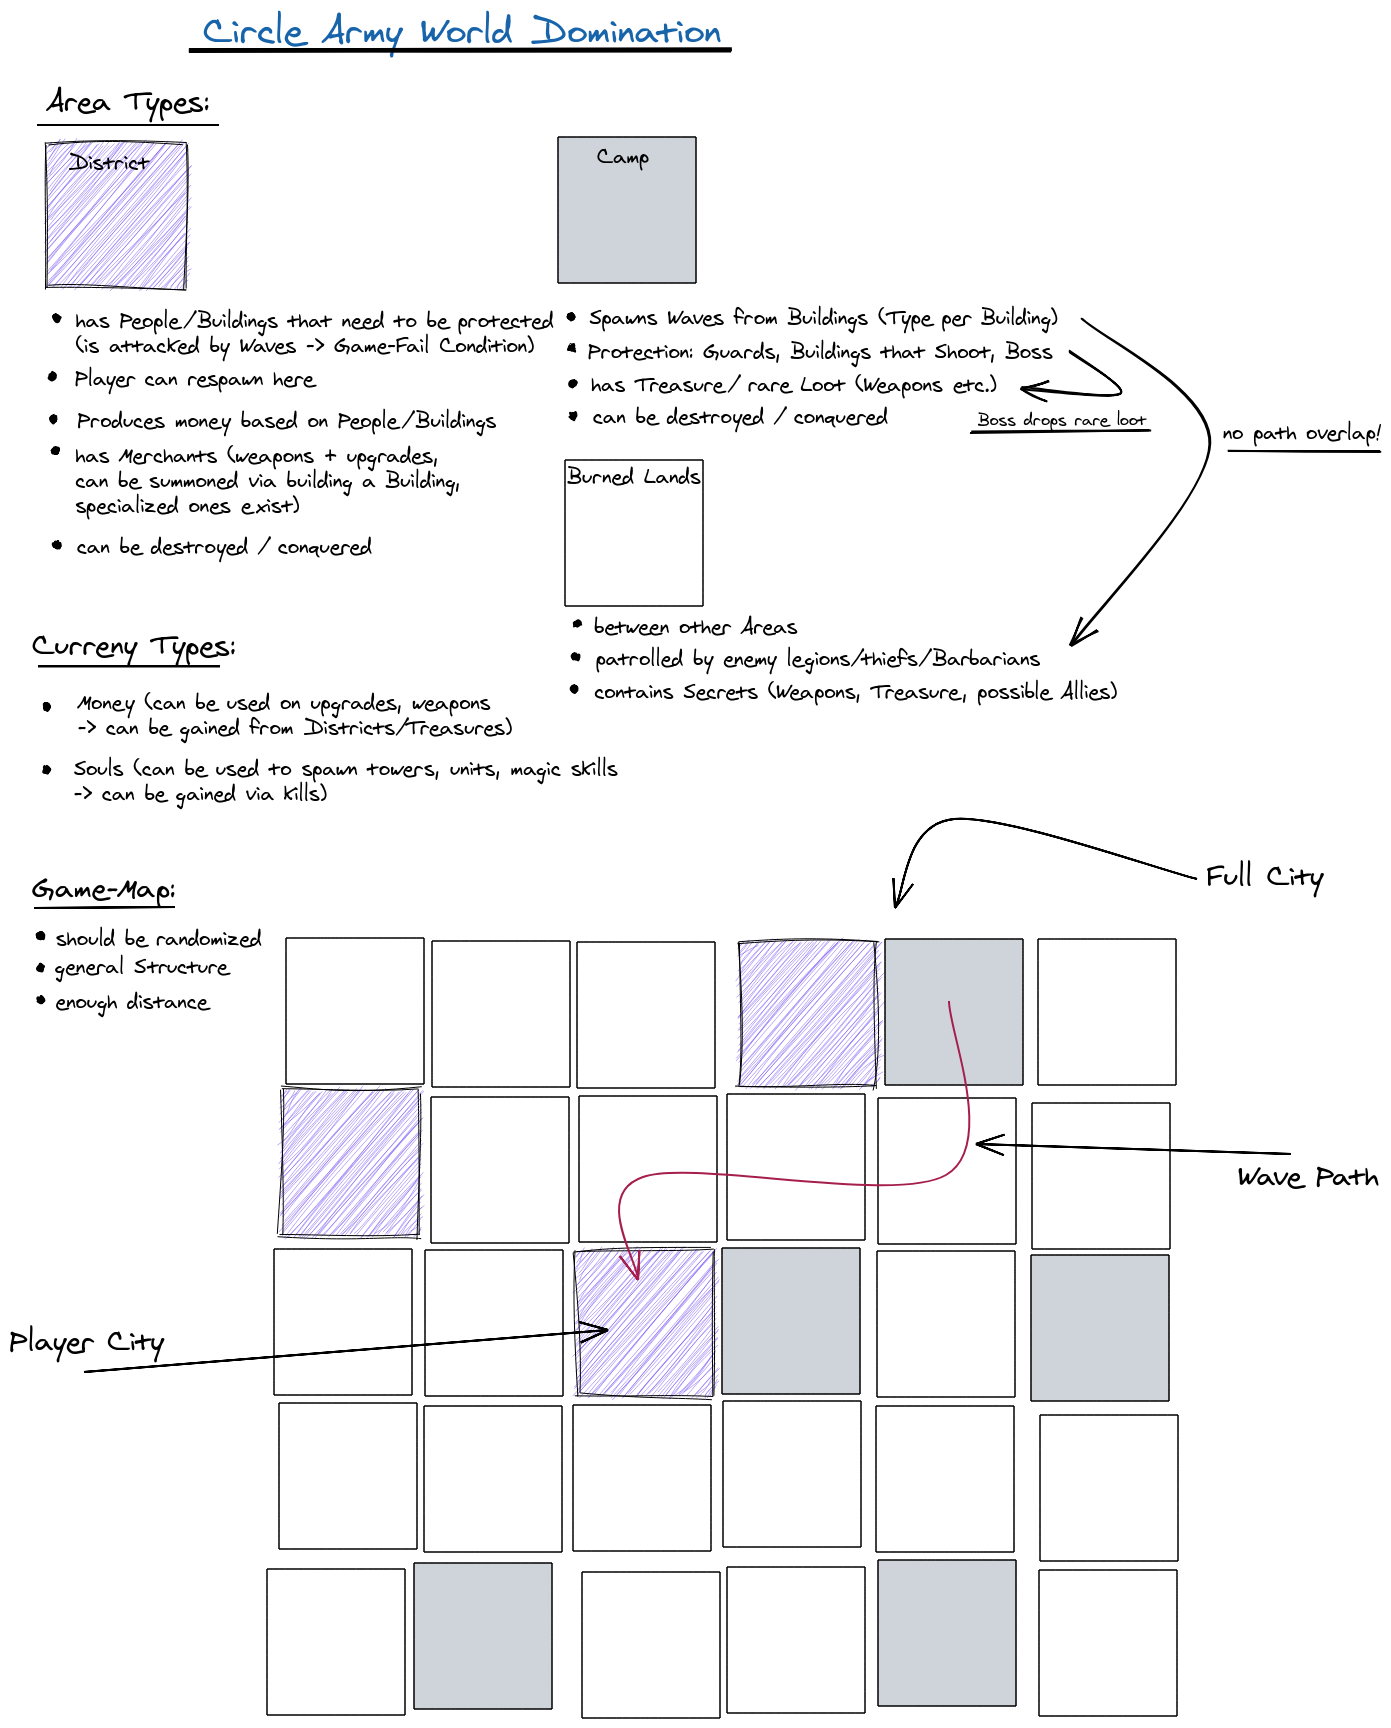 Circle Army World Domination
Area Types:
District
• has People/Buildings that need to be protected
(is attacked by Waves -> Game-Fail Condition)
• Player can respawn here
• Produces money based on People/Buildings
• has Merchants (weapons + upgrades,
can be summoned via building a Building,
specialized ones exist)
• can be destroyed / conquered
Camp
• Spawns Waves from Buildings (Type per Building)
• Protection: Guards, Buildings that Shoot, Boss
• has Treasure/ rare Loot (Weapons etc.)
• can be destroyed / conquered
Boss drops rare loot
no path overlap!
Burned Lands
• between other Areas
• patrolled by enemy legions/thiefs/Barbarians
• contains Secrets (Weapons, Treasure, possible Allies)
Curreny Types:
• Money (can be used on upgrades, weapons
-> can be gained from Districts/Treasures)
• Souls (can be used to spawn towers, units, magic skills
-> can be gained via kills)
Game-Map:
• should be randomized
• general Structure
• enough distance
Full City
Wave Path
Player City